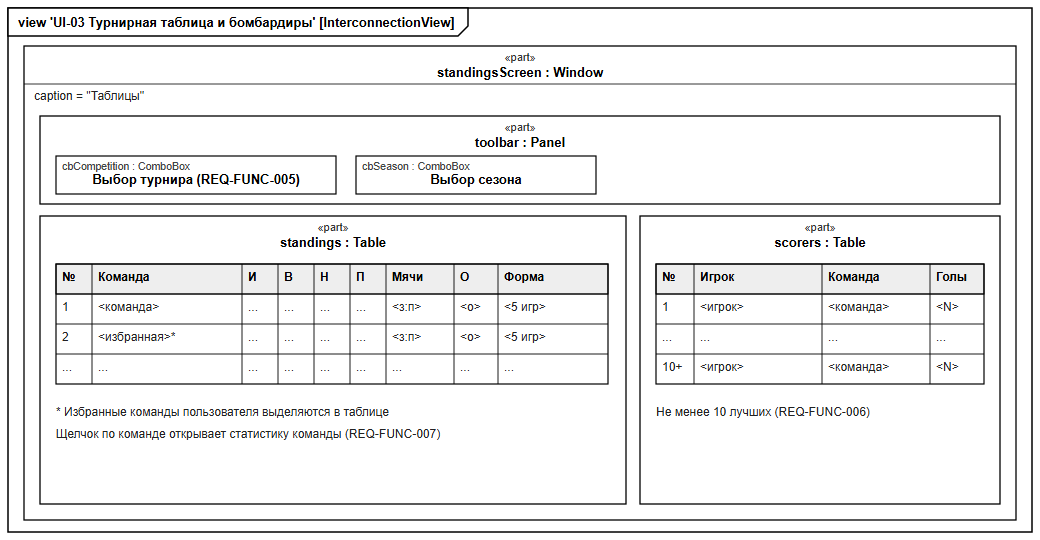 view 'UI-03 Турнирная таблица и бомбардиры' [InterconnectionView]
«part»
standingsScreen : Window
caption = "Таблицы"
«part»
toolbar : Panel
cbCompetition : ComboBox
Выбор турнира (REQ-FUNC-005)
cbSeason : ComboBox
Выбор сезона
«part»
standings : Table
№ Команда И В Н П Мячи О Форма
1 <команда> ... ... ... ... <з:п> <о> <5 игр>
2 <избранная>* ... ... ... ... <з:п> <о> <5 игр>
... ... ... ... ... ... ... ... ...
* Избранные команды пользователя выделяются в таблице
Щелчок по команде открывает статистику команды (REQ-FUNC-007)
«part»
scorers : Table
№ Игрок Команда Голы
1 <игрок> <команда> <N>
... ... ... ...
10+ <игрок> <команда> <N>
Не менее 10 лучших (REQ-FUNC-006)